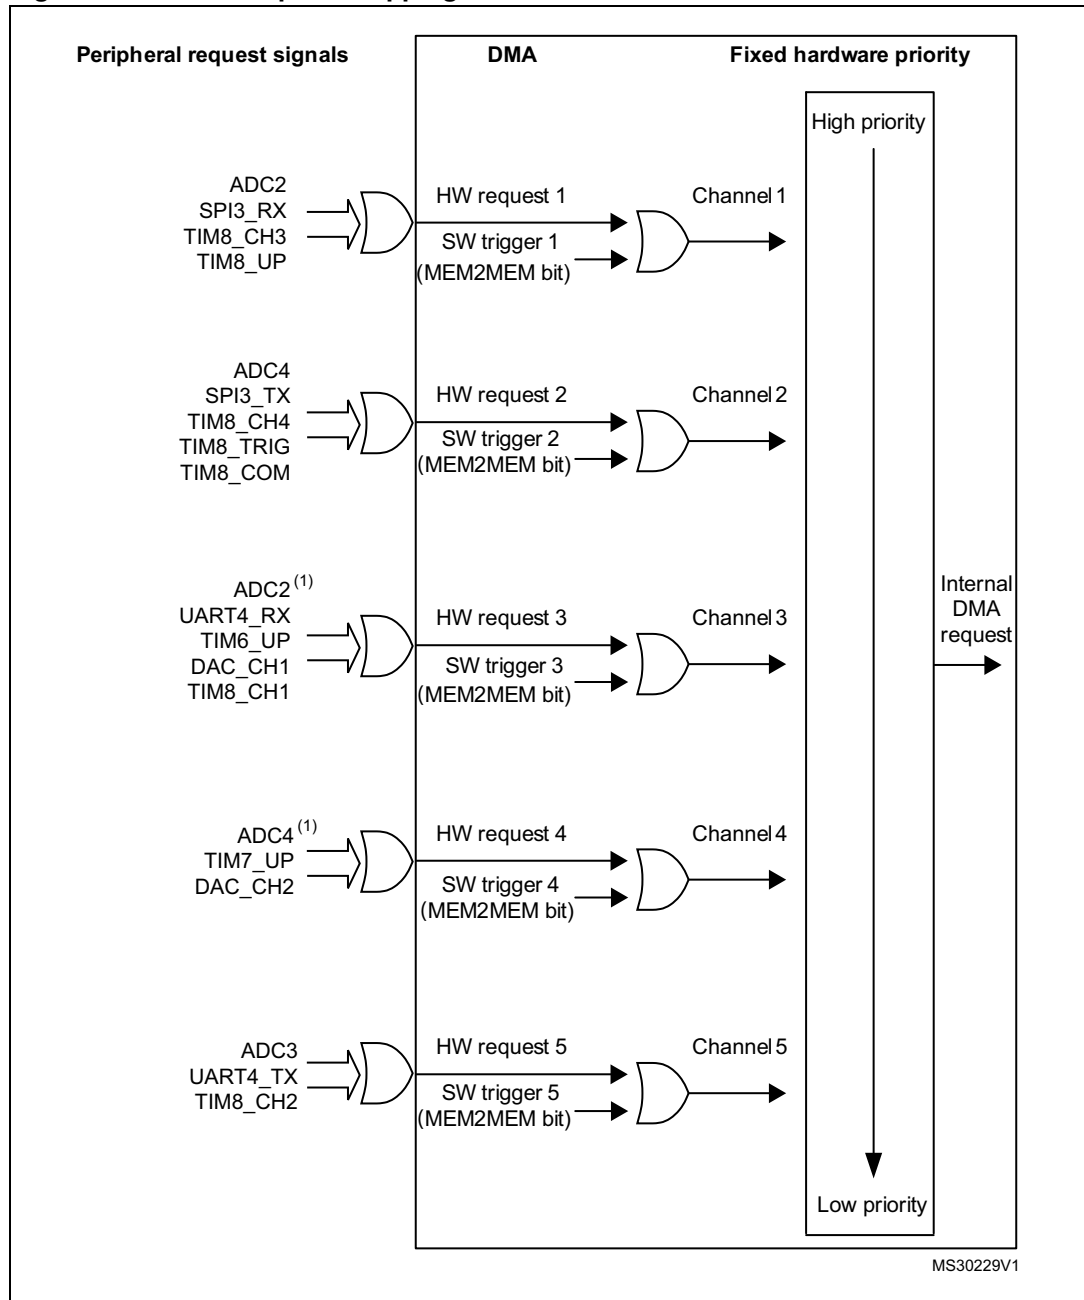 Peripheral request signals
DMA
Fixed hardware priority
High priority
ADC2
SPI3_RX
TIM8_CH3
TIM8_UP
HW request 1
SW trigger 1
(MEM2MEM bit)
Channel 1
ADC4
SPI3_TX
TIM8_CH4
TIM8_TRIG
TIM8_COM
HW request 2
SW trigger 2
(MEM2MEM bit)
Channel 2
ADC2 (1)
UART4_RX
TIM6_UP
DAC_CH1
TIM8_CH1
HW request 3
SW trigger 3
(MEM2MEM bit)
Channel 3
Internal
DMA
request
ADC4 (1)
TIM7_UP
DAC_CH2
HW request 4
SW trigger 4
(MEM2MEM bit)
Channel 4
ADC3
UART4_TX
TIM8_CH2
HW request 5
SW trigger 5
(MEM2MEM bit)
Channel 5
Low priority
MS30229V1